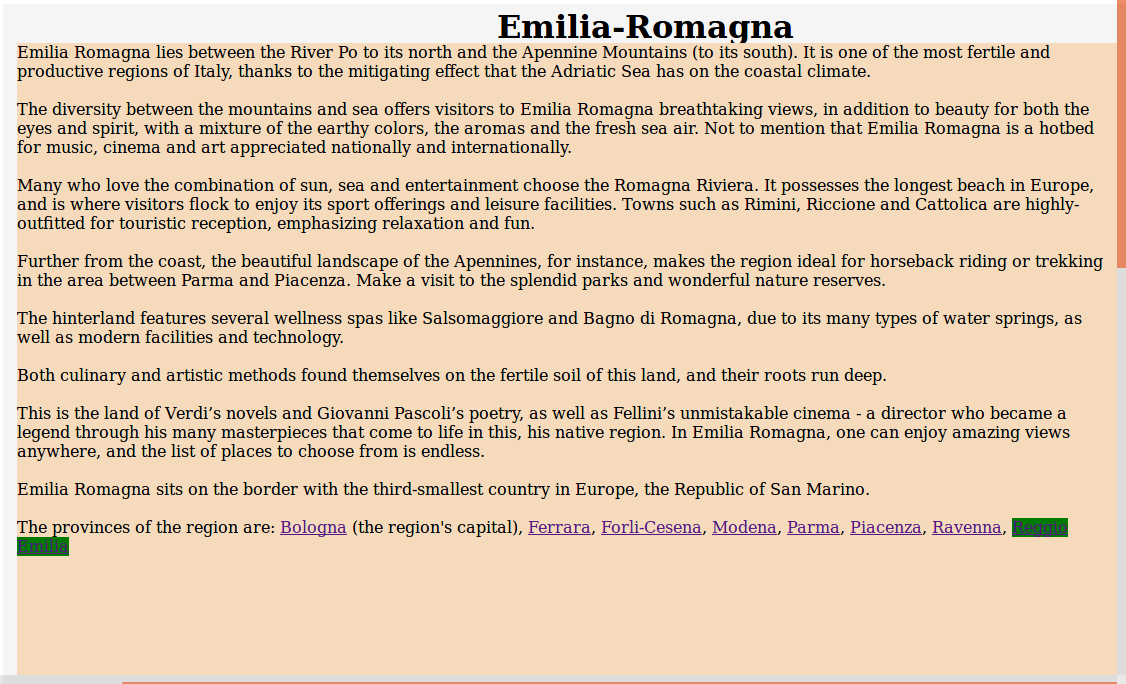 Emilia-Romagna
Emilia Romagna lies between the River Po to its north and the Apennine Mountains (to its south). It is one of the most fertile and
productive regions of Italy, thanks to the mitigating effect that the Adriatic Sea has on the coastal climate.
The diversity between the mountains and sea offers visitors to Emilia Romagna breathtaking views, in addition to beauty for both the
eyes and spirit, with a mixture of the earthy colors, the aromas and the fresh sea air. Not to mention that Emilia Romagna is a hotbed
for music, cinema and art appreciated nationally and internationally.
Many who love the combination of sun, sea and entertainment choose the Romagna Riviera. It possesses the longest beach in Europe,
and is where visitors flock to enjoy its sport offerings and leisure facilities. Towns such as Rimini, Riccione and Cattolica are highly-
outfitted for touristic reception, emphasizing relaxation and fun.
Further from the coast, the beautiful landscape of the Apennines, for instance, makes the region ideal for horseback riding or trekking
in the area between Parma and Piacenza. Make a visit to the splendid parks and wonderful nature reserves.
The hinterland features several wellness spas like Salsomaggiore and Bagno di Romagna, due to its many types of water springs, as
well as modern facilities and technology.
Both culinary and artistic methods found themselves on the fertile soil of this land, and their roots run deep.
This is the land of Verdi’s novels and Giovanni Pascoli’s poetry, as well as Fellini’s unmistakable cinema - a director who became a
legend through his many masterpieces that come to life in this, his native region. In Emilia Romagna, one can enjoy amazing views
anywhere, and the list of places to choose from is endless.
Emilia Romagna sits on the border with the third-smallest country in Europe, the Republic of San Marino.
The provinces of the region are: Bologna (the region's capital), Ferrara, Forli-Cesena, Modena, Parma, Piacenza, Ravenna, Reggio
Emilia